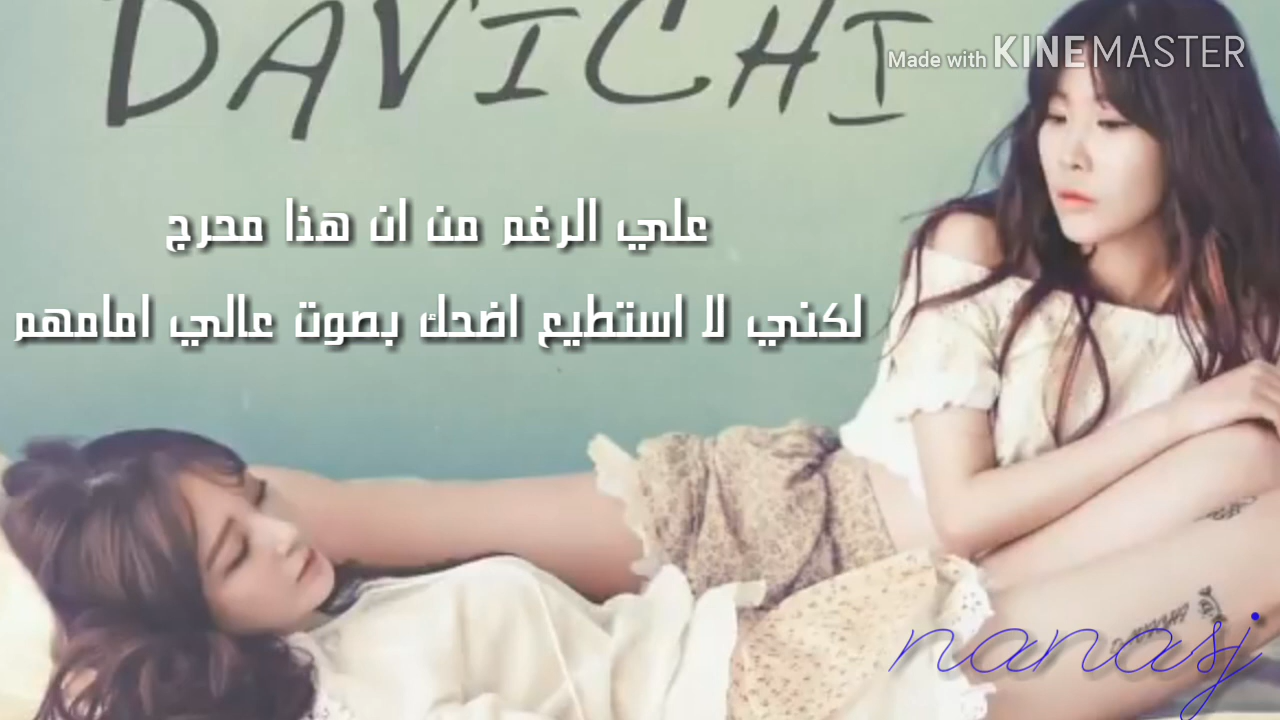 DAVICHI
Made with KINEMASTER
علي الرغم من ان هذا محرج
لكني لا استطيع اضحك بصوت عالي امامهم
nanasj